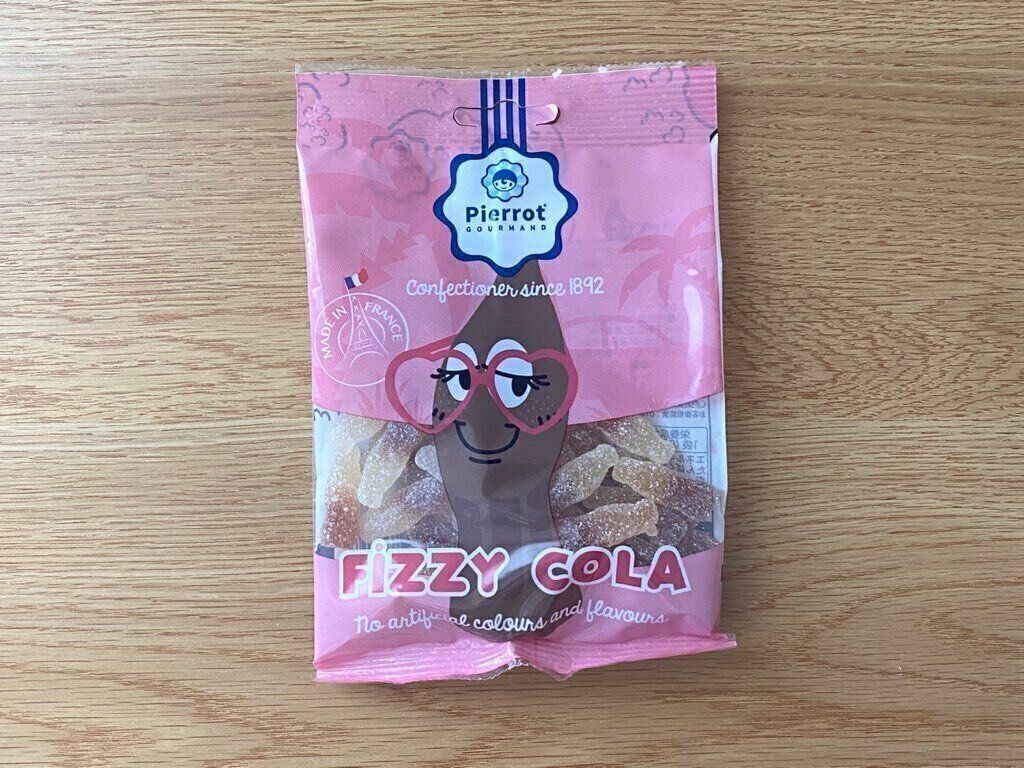 Pierrot
GOURMAND
Confectioner since 1892
MADE IN FRANCE
FiZZY COLA
No artificial colours and flavours